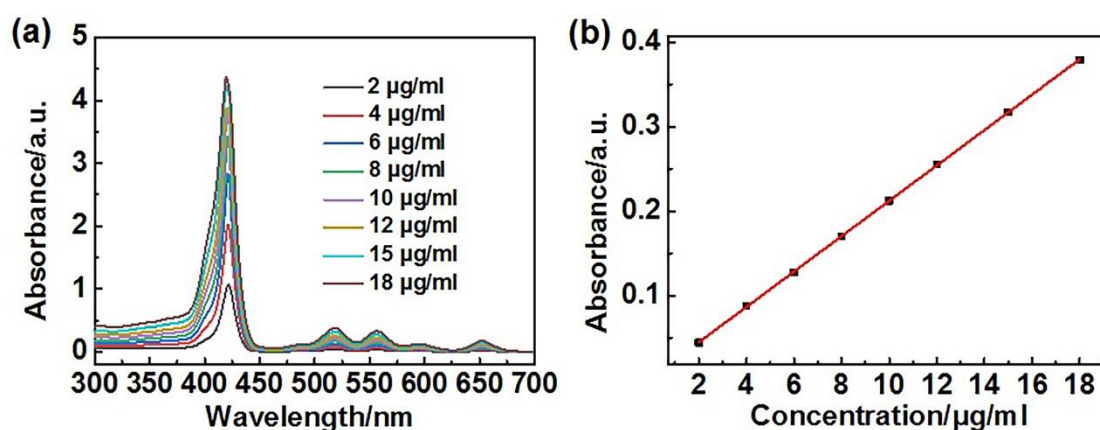 (a)
Absorbance/a.u.
5
4
3
2
1
0
2 μg/ml
4 μg/ml
6 μg/ml
8 μg/ml
10 μg/ml
12 μg/ml
15 μg/ml
18 μg/ml
300 350 400 450 500 550 600 650 700
Wavelength/nm
(b)
Absorbance/a.u.
0.4
0.3
0.2
0.1
2 4 6 8 10 12 14 16 18
Concentration/μg/ml